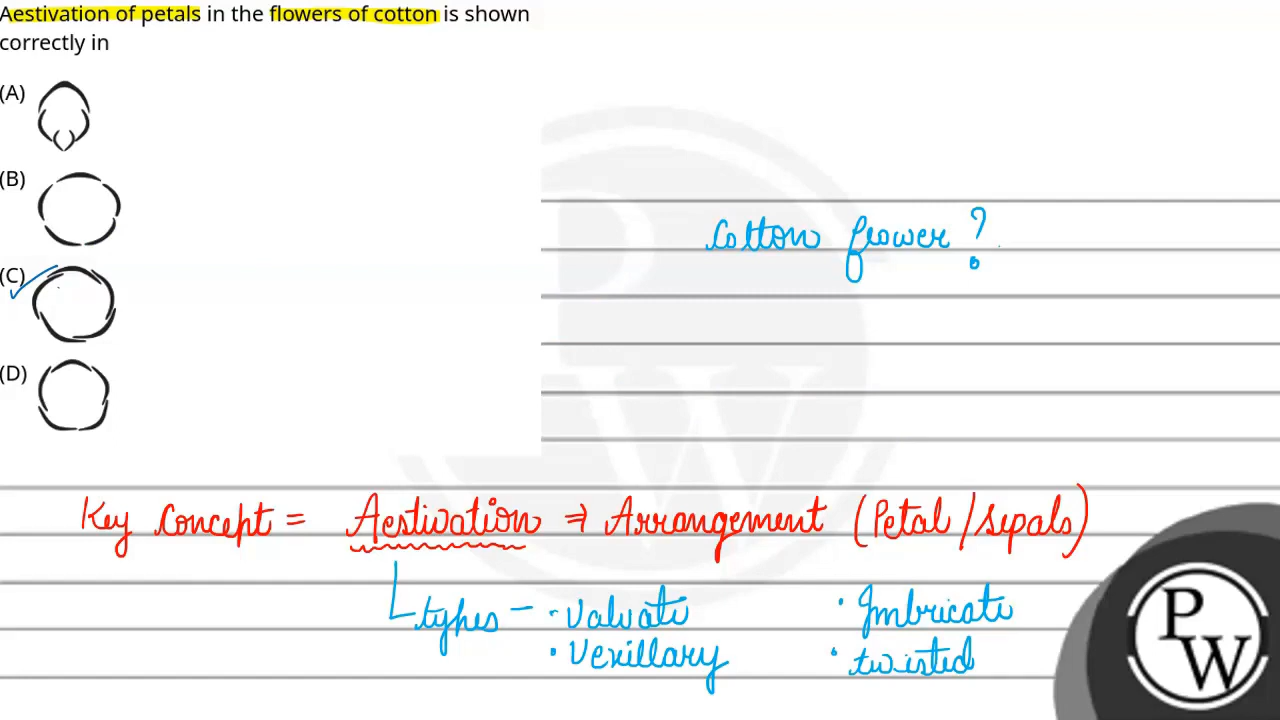 Aestivation of petals in the flowers of cotton is shown
correctly in
(A)
(B)
(C)
(D)
Cotton flower ?
Key Concept = Aestivation ⇒ Arrangement (Petal/sepals)
types - · Valvate · Imbricate
· Vexillary · twisted
PW